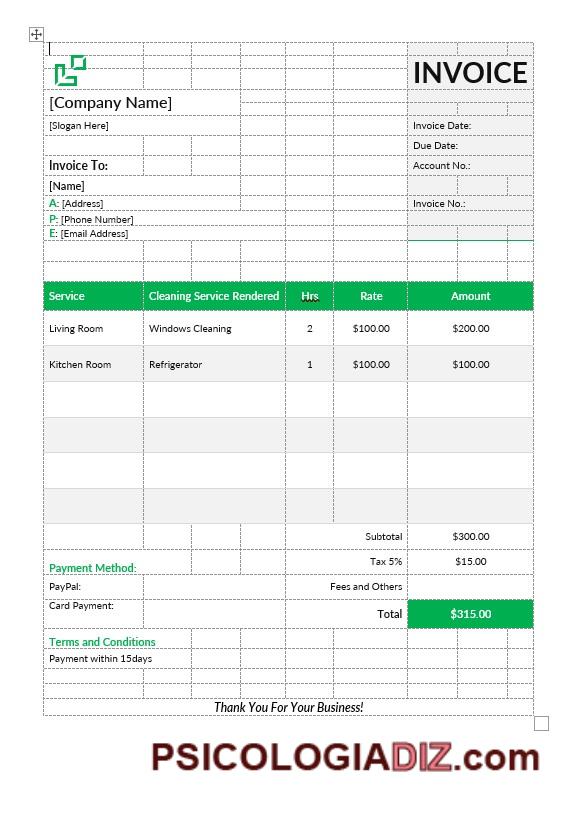 INVOICE
[Company Name]
[Slogan Here]
Invoice Date:
Due Date:
Invoice To:
Account No.:
[Name]
A: [Address]
Invoice No.:
P: [Phone Number]
E: [Email Address]
Service Cleaning Service Rendered Hrs Rate Amount
Living Room Windows Cleaning 2 $100.00 $200.00
Kitchen Room Refrigerator 1 $100.00 $100.00
Subtotal $300.00
Tax 5% $15.00
Payment Method:
PayPal: Fees and Others
Card Payment:
Total $315.00
Terms and Conditions
Payment within 15days
Thank You For Your Business!
PSICOLOGIADIZ.com